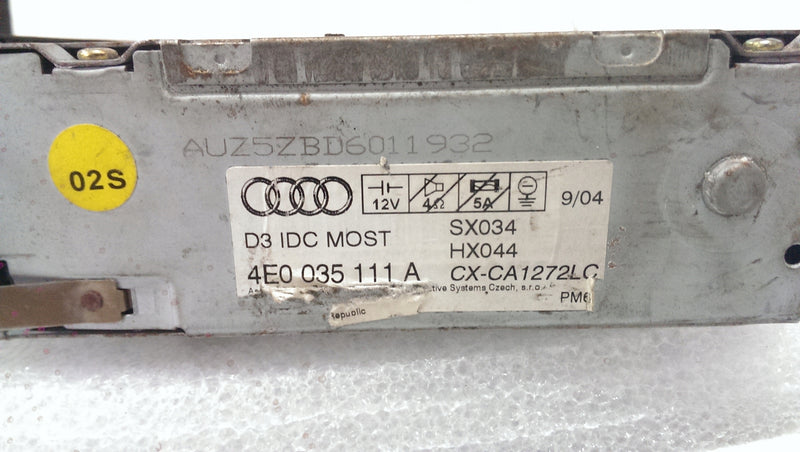 AUZ5ZBD6011932
02S
12V 4Ω 5A
9/04
D3 IDC MOST
SX034
HX044
4E0 035 111 A
CX-CA1272LC
tive Systems Czech, s.r.o.
Republic
PM6